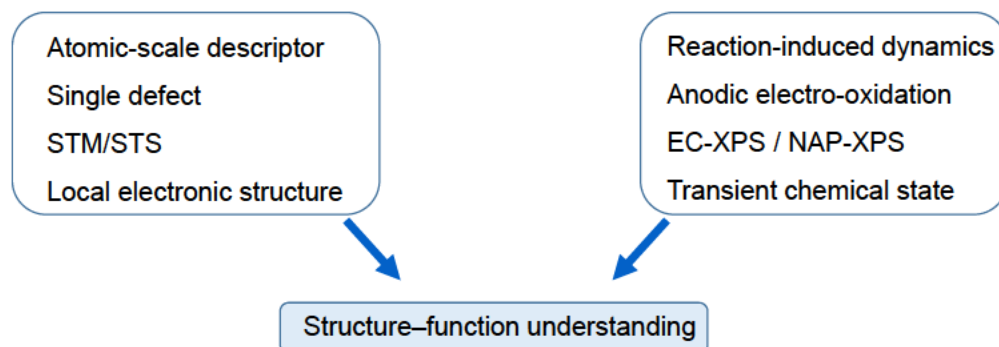 Atomic-scale descriptor
Single defect
STM/STS
Local electronic structure
Reaction-induced dynamics
Anodic electro-oxidation
EC-XPS / NAP-XPS
Transient chemical state
Structure–function understanding